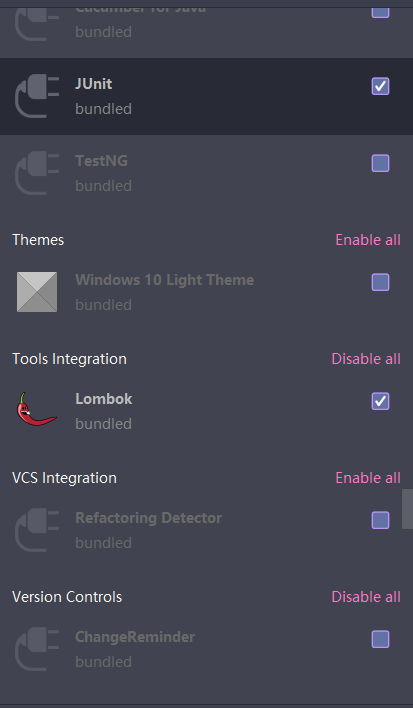 Cucumber for Java
JUnit
bundled
TestNG
bundled
Themes Enable all
Windows 10 Light Theme
bundled
Tools Integration Disable all
Lombok
bundled
VCS Integration Enable all
Refactoring Detector
bundled
Version Controls Disable all
ChangeReminder
bundled